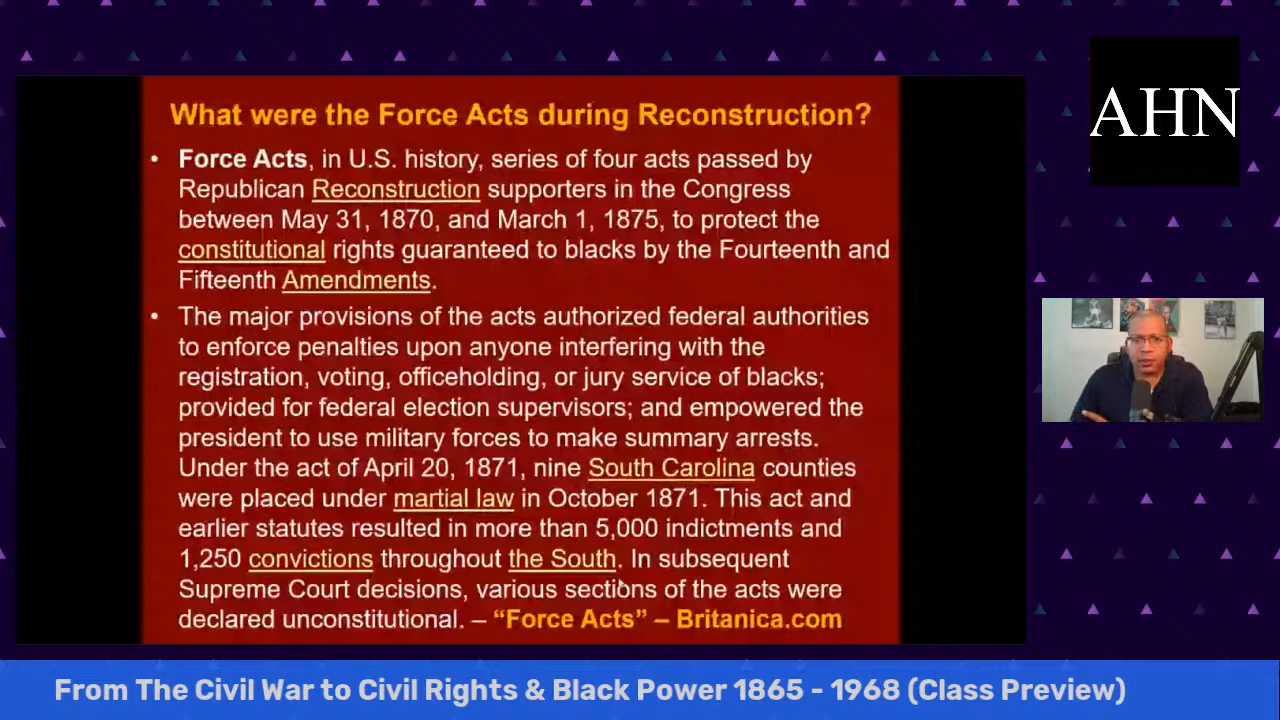 What were the Force Acts during Reconstruction?
• Force Acts, in U.S. history, series of four acts passed by
Republican Reconstruction supporters in the Congress
between May 31, 1870, and March 1, 1875, to protect the
constitutional rights guaranteed to blacks by the Fourteenth and
Fifteenth Amendments.
• The major provisions of the acts authorized federal authorities
to enforce penalties upon anyone interfering with the
registration, voting, officeholding, or jury service of blacks;
provided for federal election supervisors; and empowered the
president to use military forces to make summary arrests.
Under the act of April 20, 1871, nine South Carolina counties
were placed under martial law in October 1871. This act and
earlier statutes resulted in more than 5,000 indictments and
1,250 convictions throughout the South. In subsequent
Supreme Court decisions, various sections of the acts were
declared unconstitutional. – “Force Acts” – Britanica.com
AHN
From The Civil War to Civil Rights & Black Power 1865 - 1968 (Class Preview)